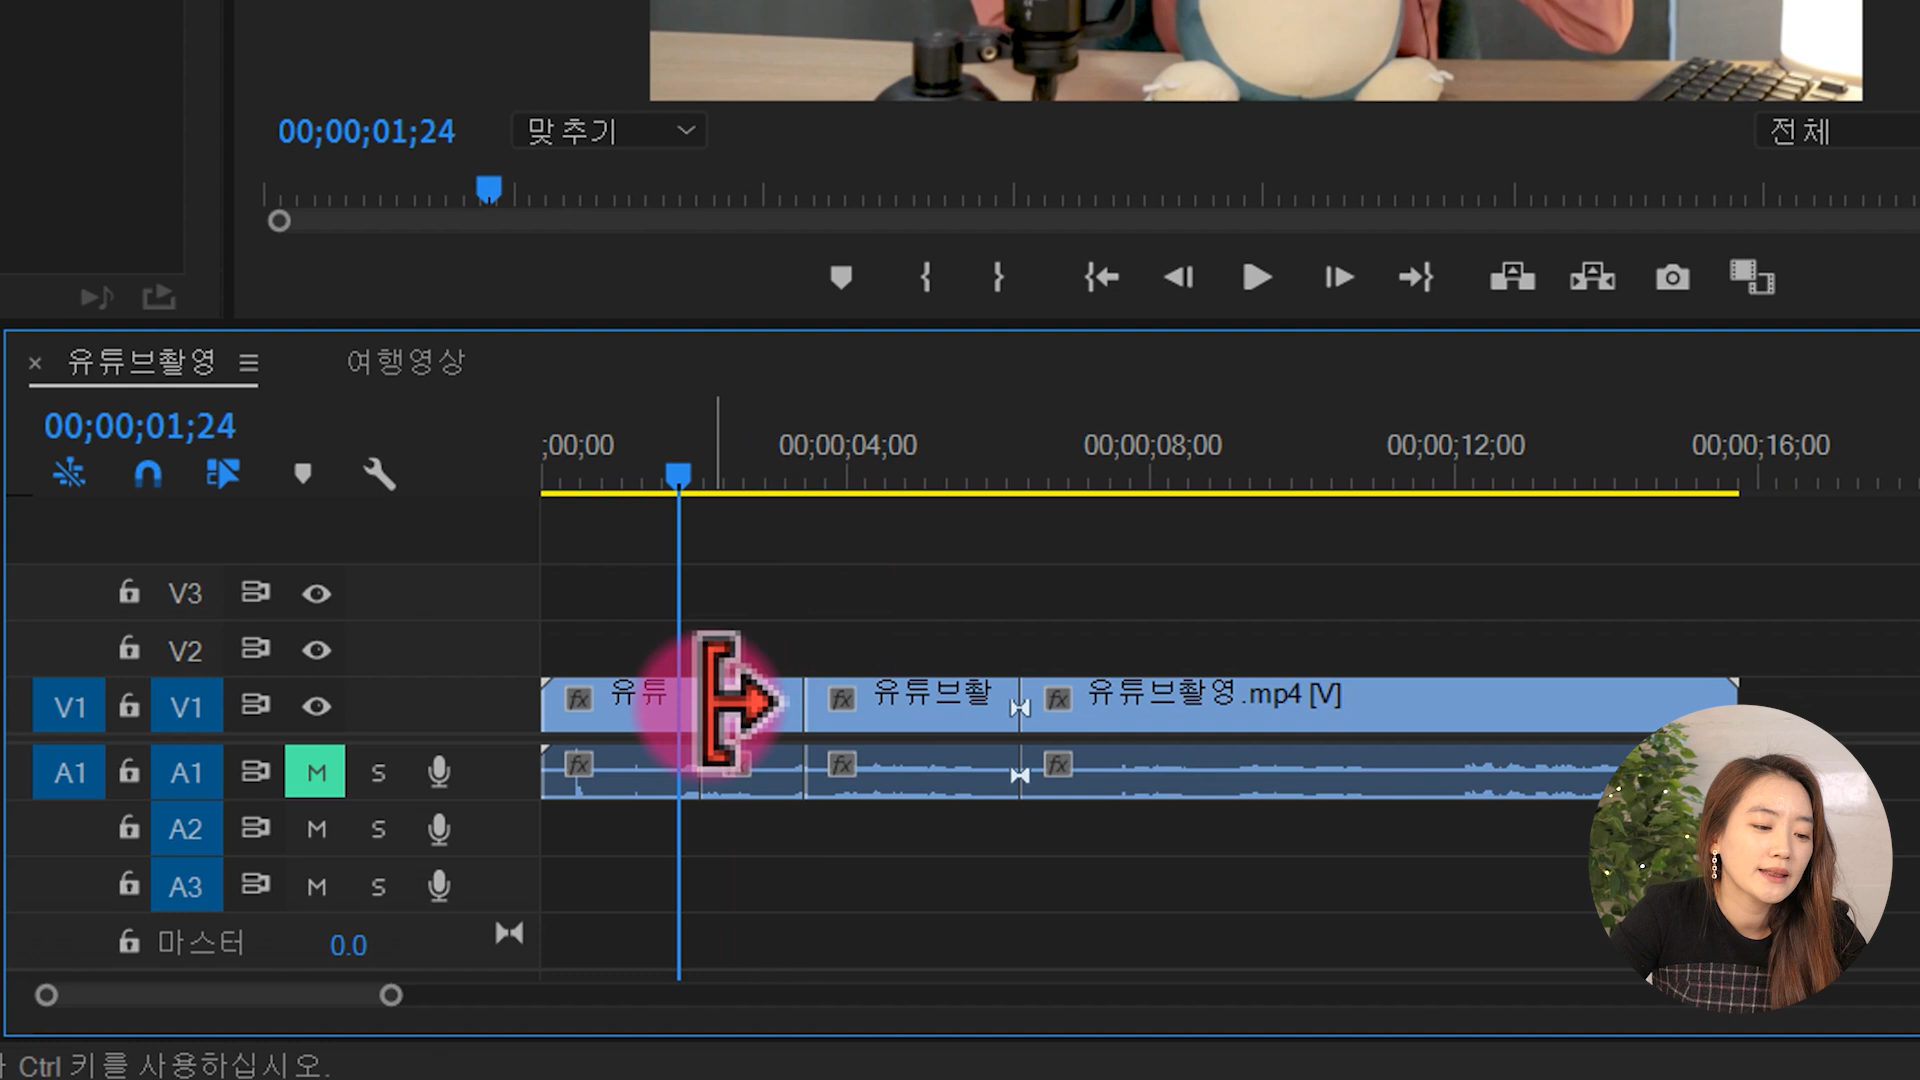 00;00;01;24 맞추기 전체
유튜브촬영 여행영상
00;00;01;24
;00;00 00;00;04;00 00;00;08;00 00;00;12;00 00;00;16;00
V3
V2
V1 V1 fx 유튜 fx 유튜브촬 fx 유튜브촬영.mp4 [V]
A1 A1 M S fx fx fx
A2 M S
A3 M S
마스터 0.0
Ctrl 키를 사용하십시오.